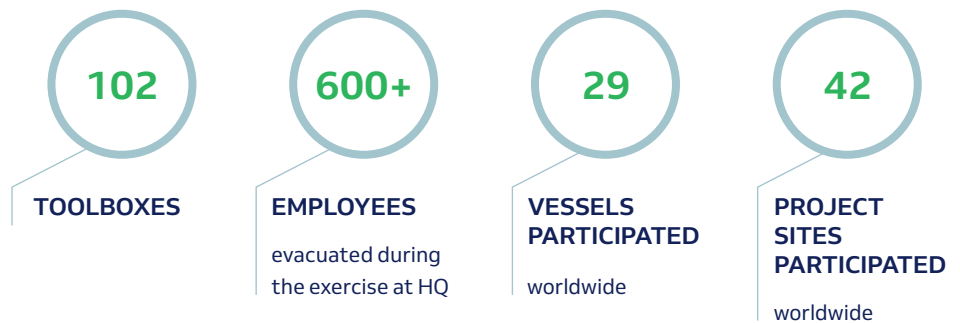 102
TOOLBOXES
600+
EMPLOYEES
evacuated during
the exercise at HQ
29
VESSELS
PARTICIPATED
worldwide
42
PROJECT
SITES
PARTICIPATED
worldwide